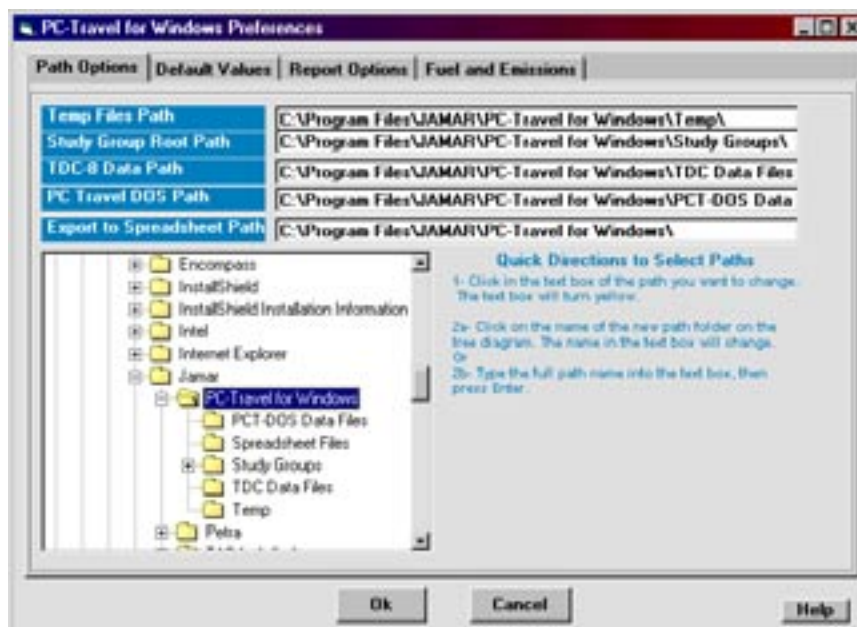 PC-Travel for Windows Preferences
Path Options
Default Values
Report Options
Fuel and Emissions
Temp Files Path
C:\Program Files\JAMAR\PC-Travel for Windows\Temp\
Study Group Root Path
C:\Program Files\JAMAR\PC-Travel for Windows\Study Groups\
TDC-8 Data Path
C:\Program Files\JAMAR\PC-Travel for Windows\TDC Data Files
PC Travel DOS Path
C:\Program Files\JAMAR\PC-Travel for Windows\PCT-DOS Data
Export to Spreadsheet Path
C:\Program Files\JAMAR\PC-Travel for Windows\
Encompass
InstallShield
InstallShield Installation Information
Intel
Internet Explorer
Jamar
PC-Travel for Windows
PCT-DOS Data Files
Spreadsheet Files
Study Groups
TDC Data Files
Temp
Petra
Quick Directions to Select Paths
1- Click in the text box of the path you want to change.
The text box will turn yellow.
2a- Click on the name of the new path folder on the
tree diagram. The name in the text box will change.
Or
2b- Type the full path name into the text box, then
press Enter.
Ok
Cancel
Help